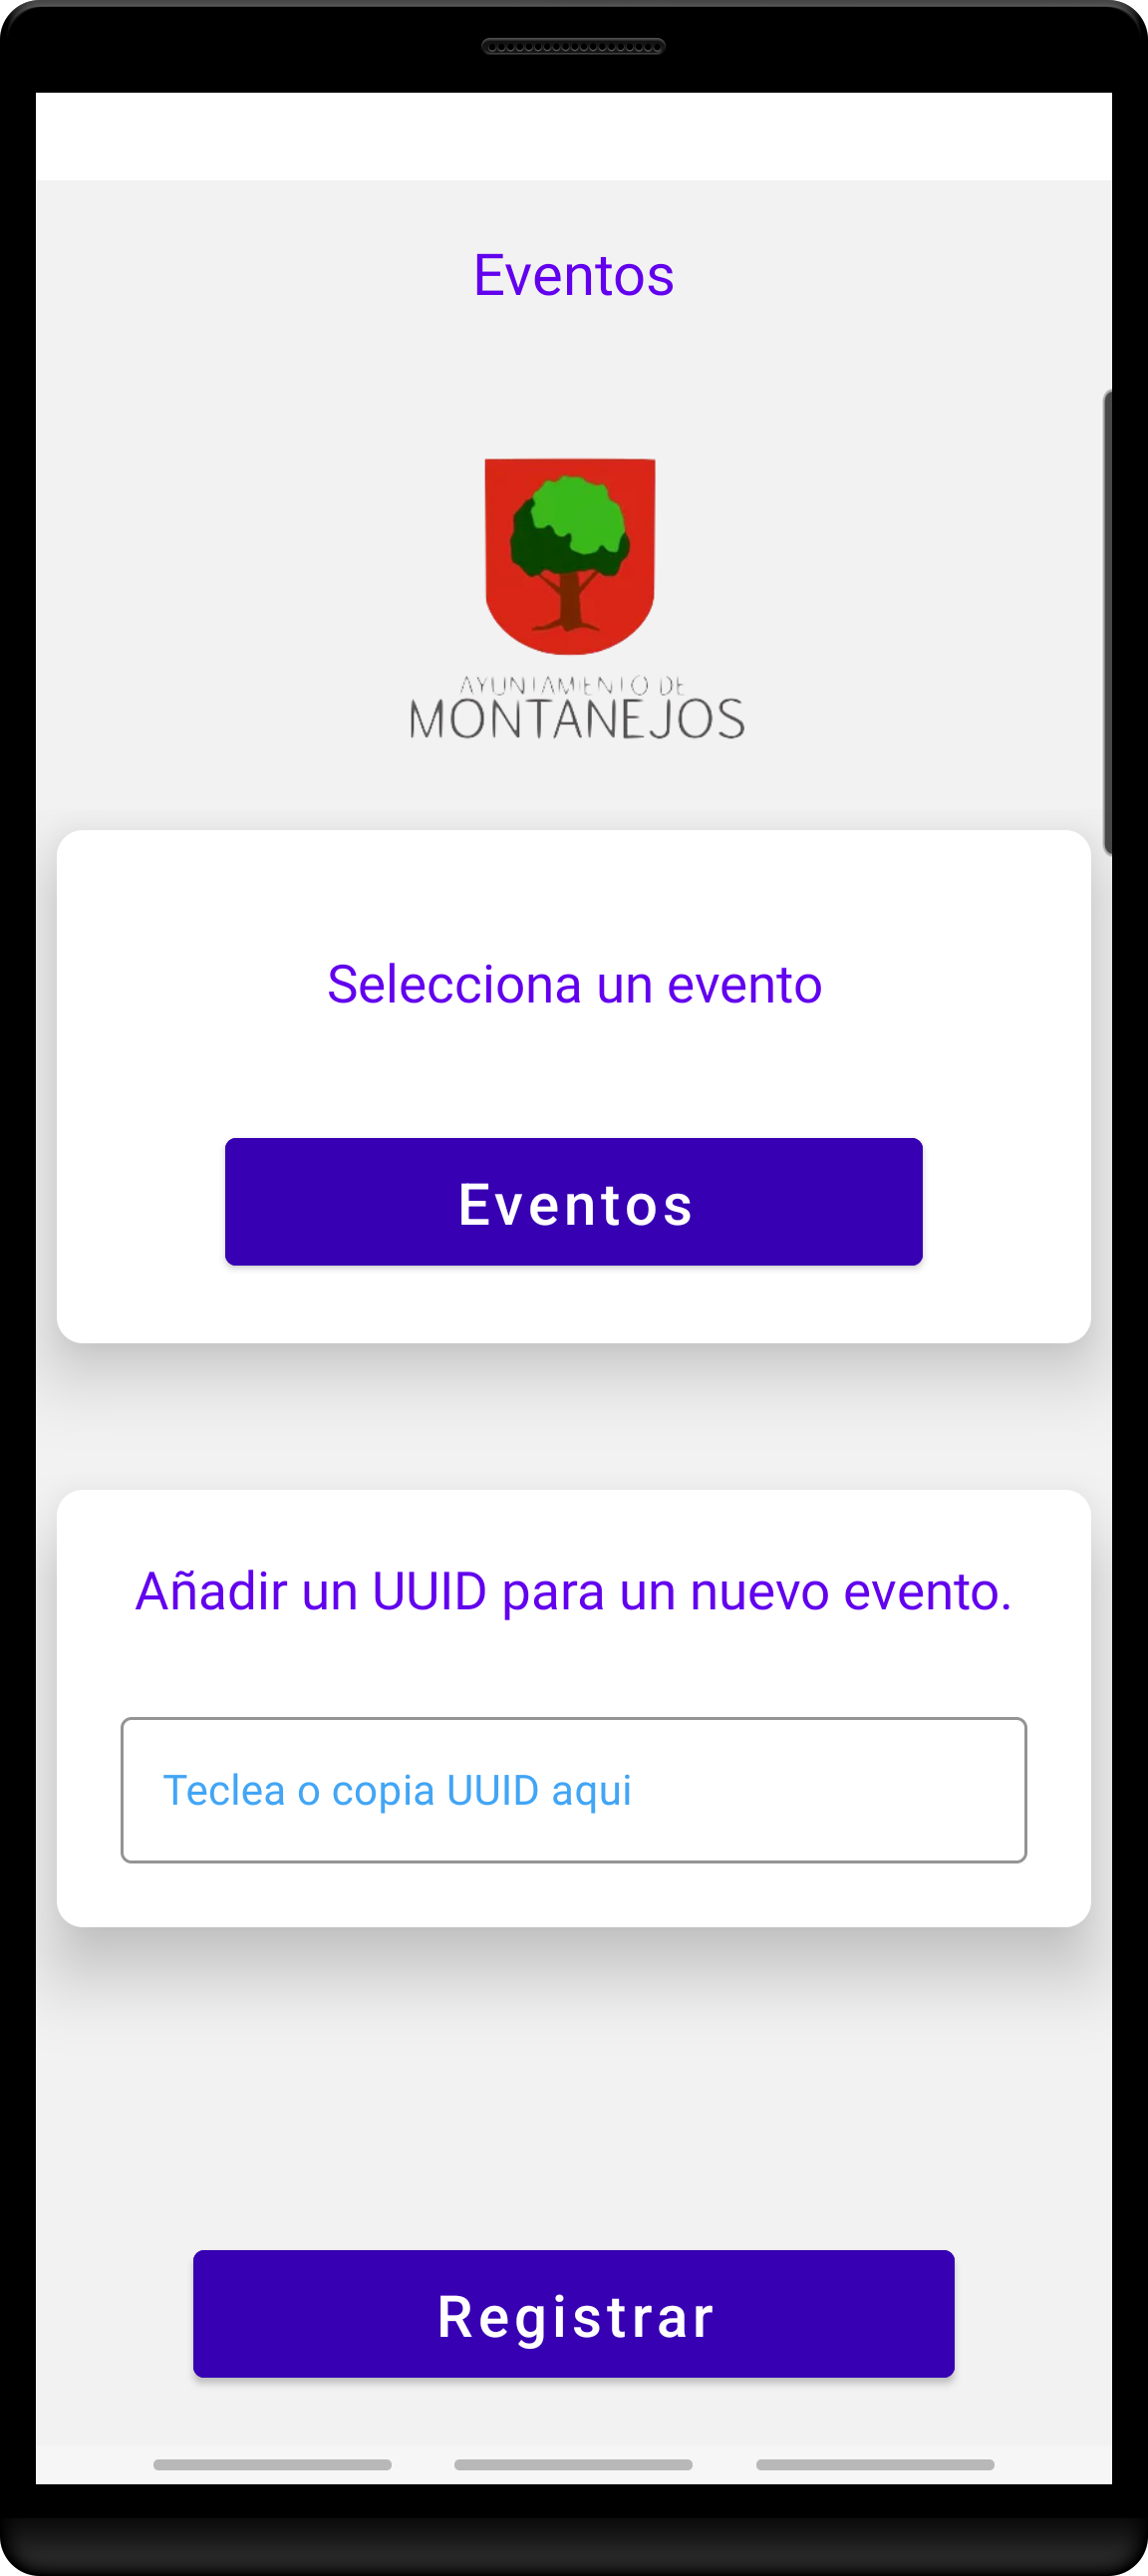 Eventos
AYUNTAMIENTO DE
MONTANEJOS
Selecciona un evento
Eventos
Añadir un UUID para un nuevo evento.
Teclea o copia UUID aqui
Registrar